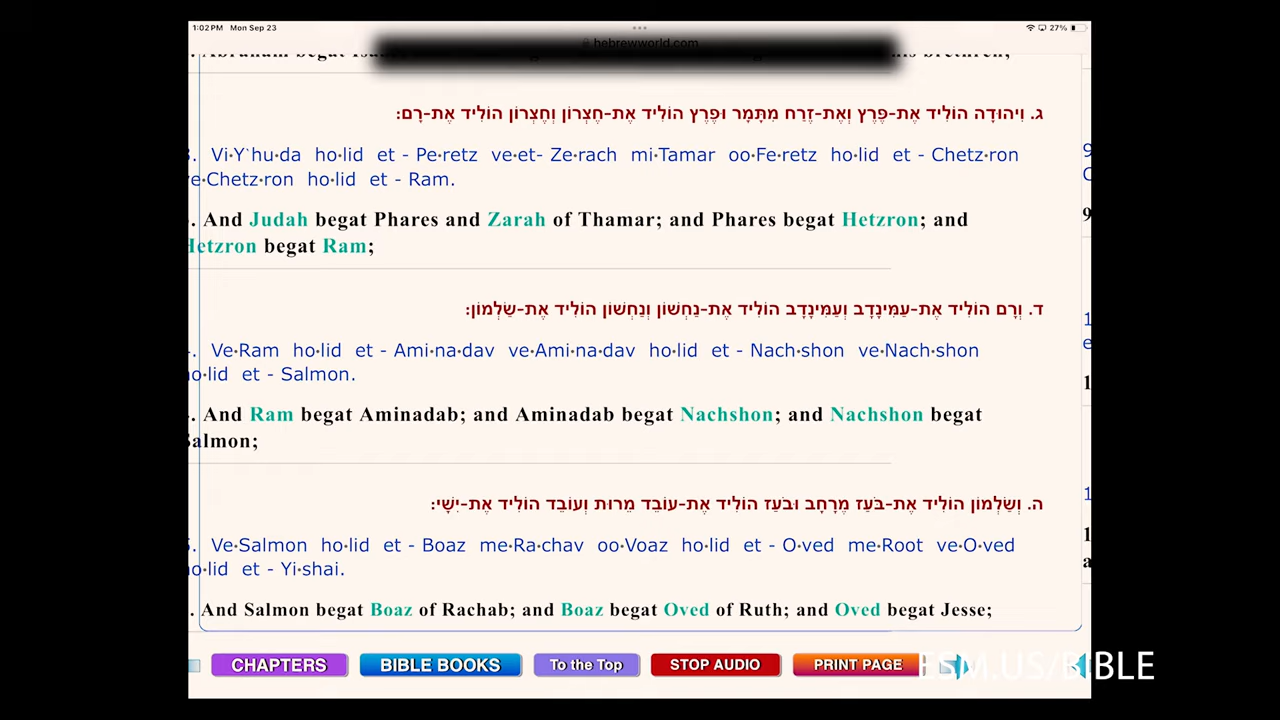 1:02 PM Mon Sep 23
27%
hebrewworld.com
ג. וִיהוּדָה הוֹלִיד אֶת-פֶּרֶץ וְאֶת-זֶרַח מִתָּמָר וּפֶרֶץ הוֹלִיד אֶת-חֶצְרוֹן וְחֶצְרוֹן הוֹלִיד אֶת-רָם:
3. Vi·Y`hu·da ho·lid et - Pe·retz ve·et- Ze·rach mi·Tamar oo·Fe·retz ho·lid et - Chetz·ron
ve·Chetz·ron ho·lid et - Ram.
. And Judah begat Phares and Zarah of Thamar; and Phares begat Hetzron; and
Hetzron begat Ram;
ד. וְרָם הוֹלִיד אֶת-עַמִּינָדָב וְעַמִּינָדָב הוֹלִיד אֶת-נַחְשׁוֹן וְנַחְשׁוֹן הוֹלִיד אֶת-שַׂלְמוֹן:
. Ve·Ram ho·lid et - Ami·na·dav ve·Ami·na·dav ho·lid et - Nach·shon ve·Nach·shon
ho·lid et - Salmon.
. And Ram begat Aminadab; and Aminadab begat Nachshon; and Nachshon begat
Salmon;
ה. וְשַׂלְמוֹן הוֹלִיד אֶת-בֹּעַז מֶרָחָב וּבֹעַז הוֹלִיד אֶת-עוֹבֵד מֵרוּת וְעוֹבֵד הוֹלִיד אֶת-יִשָׁי:
5. Ve·Salmon ho·lid et - Boaz me·Ra·chav oo·Voaz ho·lid et - O·ved me·Root ve·O·ved
ho·lid et - Yi·shai.
. And Salmon begat Boaz of Rachab; and Boaz begat Oved of Ruth; and Oved begat Jesse;
CHAPTERS BIBLE BOOKS To the Top STOP AUDIO PRINT PAGE
ESM.US/BIBLE